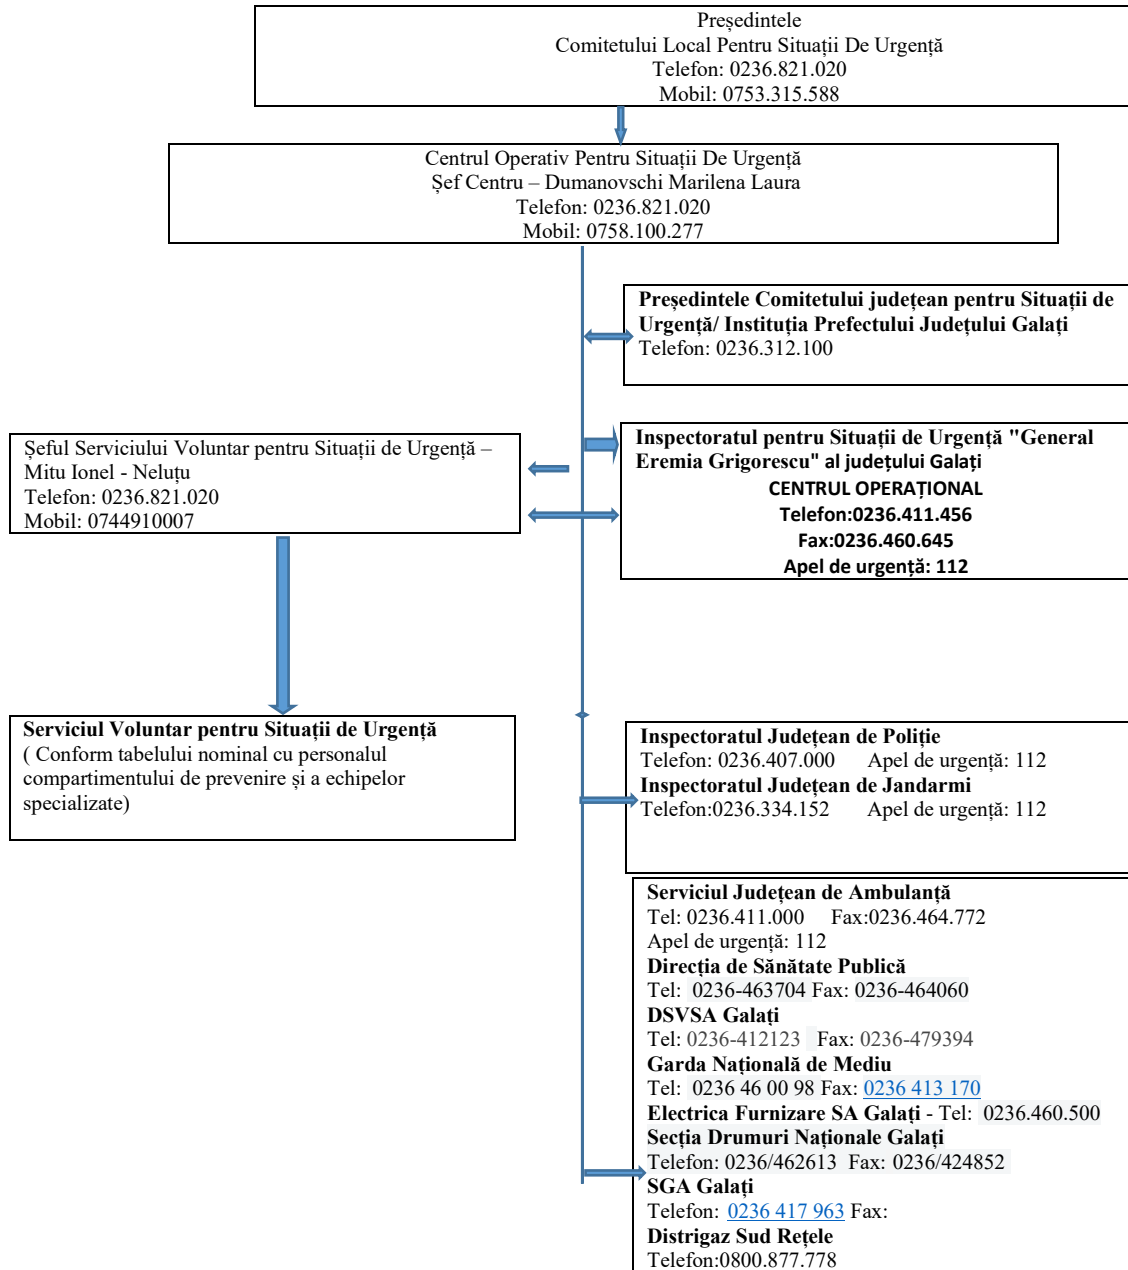 Președintele
Comitetului Local Pentru Situații De Urgență
Telefon: 0236.821.020
Mobil: 0753.315.588
Centrul Operativ Pentru Situații De Urgență
Șef Centru – Dumanovschi Marilena Laura
Telefon: 0236.821.020
Mobil: 0758.100.277
Președintele Comitetului județean pentru Situații de
Urgență/ Instituția Prefectului Județului Galați
Telefon: 0236.312.100
Șeful Serviciului Voluntar pentru Situații de Urgență –
Mitu Ionel - Neluțu
Telefon: 0236.821.020
Mobil: 0744910007
Inspectoratul pentru Situații de Urgență "General
Eremia Grigorescu" al județului Galați
CENTRUL OPERAȚIONAL
Telefon:0236.411.456
Fax:0236.460.645
Apel de urgență: 112
Serviciul Voluntar pentru Situații de Urgență
( Conform tabelului nominal cu personalul
compartimentului de prevenire și a echipelor
specializate)
Inspectoratul Județean de Poliție
Telefon: 0236.407.000 Apel de urgență: 112
Inspectoratul Județean de Jandarmi
Telefon:0236.334.152 Apel de urgență: 112
Serviciul Județean de Ambulanță
Tel: 0236.411.000 Fax:0236.464.772
Apel de urgență: 112
Direcția de Sănătate Publică
Tel: 0236-463704 Fax: 0236-464060
DSVSA Galați
Tel: 0236-412123 Fax: 0236-479394
Garda Națională de Mediu
Tel: 0236 46 00 98 Fax: 0236 413 170
Electrica Furnizare SA Galați - Tel: 0236.460.500
Secția Drumuri Naționale Galați
Telefon: 0236/462613 Fax: 0236/424852
SGA Galați
Telefon: 0236 417 963 Fax:
Distrigaz Sud Rețele
Telefon:0800.877.778